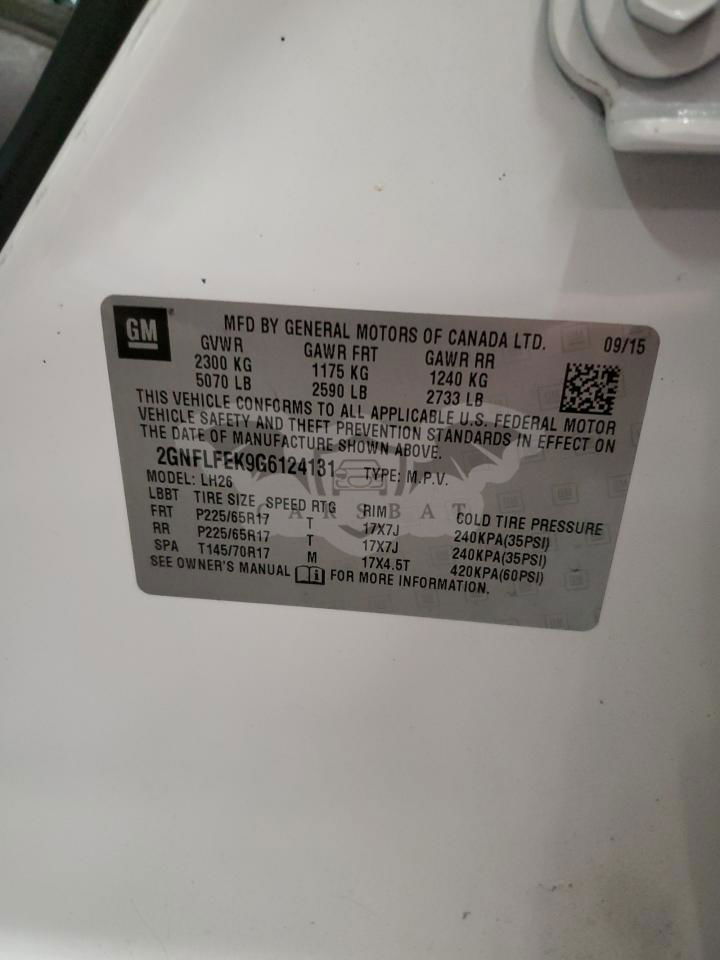 GM
MFD BY GENERAL MOTORS OF CANADA LTD. 09/15
GVWR GAWR FRT GAWR RR
2300 KG 1175 KG 1240 KG
5070 LB 2590 LB 2733 LB
THIS VEHICLE CONFORMS TO ALL APPLICABLE U.S. FEDERAL MOTOR
VEHICLE SAFETY AND THEFT PREVENTION STANDARDS IN EFFECT ON
THE DATE OF MANUFACTURE SHOWN ABOVE.
2GNFLFEK9G6124131 TYPE: M.P.V.
MODEL: LH26
CARSBAT
LBBT TIRE SIZE SPEED RTG RIM COLD TIRE PRESSURE
FRT P225/65R17 T 17X7J 240KPA(35PSI)
RR P225/65R17 T 17X7J 240KPA(35PSI)
SPA T145/70R17 M 17X4.5T 420KPA(60PSI)
SEE OWNER'S MANUAL FOR MORE INFORMATION.